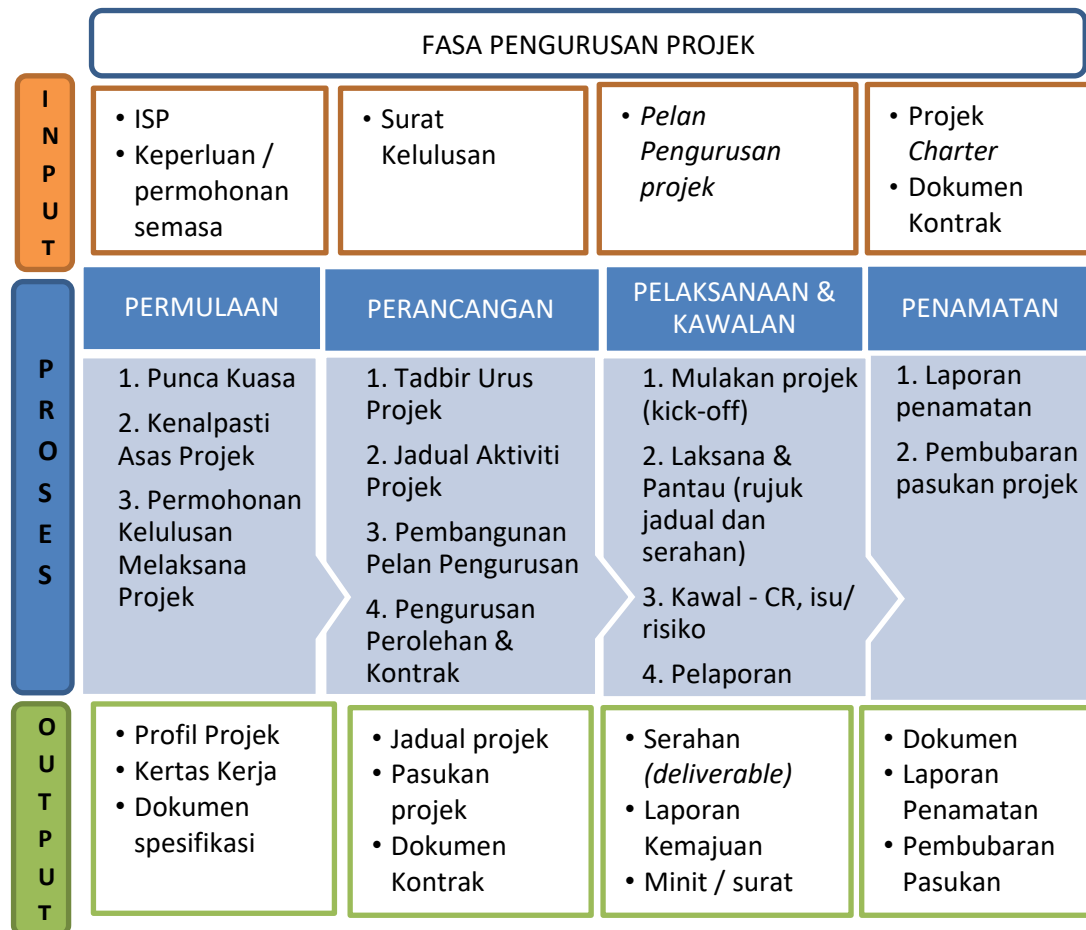 FASA PENGURUSAN PROJEK
I
N
P
U
T
• ISP
• Keperluan /
permohonan
semasa
• Surat
Kelulusan
• Pelan
Pengurusan
projek
• Projek
Charter
• Dokumen
Kontrak
P
R
O
S
E
S
PERMULAAN
PERANCANGAN
PELAKSANAAN &
KAWALAN
PENAMATAN
1. Punca Kuasa
2. Kenalpasti
Asas Projek
3. Permohonan
Kelulusan
Melaksana
Projek
1. Tadbir Urus
Projek
2. Jadual Aktiviti
Projek
3. Pembangunan
Pelan Pengurusan
4. Pengurusan
Perolehan &
Kontrak
1. Mulakan projek
(kick-off)
2. Laksana &
Pantau (rujuk
jadual dan
serahan)
3. Kawal - CR, isu/
risiko
4. Pelaporan
1. Laporan
penamatan
2. Pembubaran
pasukan projek
O
U
T
P
U
T
• Profil Projek
• Kertas Kerja
• Dokumen
spesifikasi
• Jadual projek
• Pasukan
projek
• Dokumen
Kontrak
• Serahan
(deliverable)
• Laporan
Kemajuan
• Minit / surat
• Dokumen
• Laporan
Penamatan
• Pembubaran
Pasukan